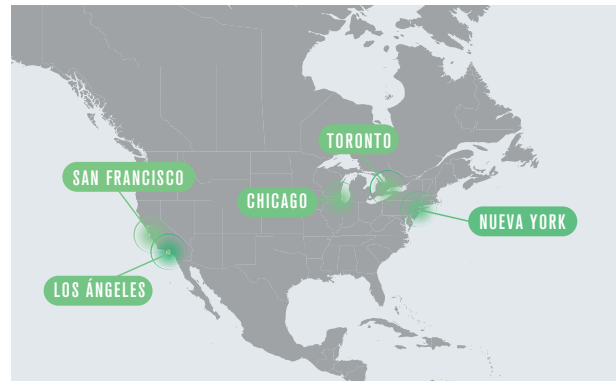 TORONTO
SAN FRANCISCO
CHICAGO
NUEVA YORK
LOS ÁNGELES